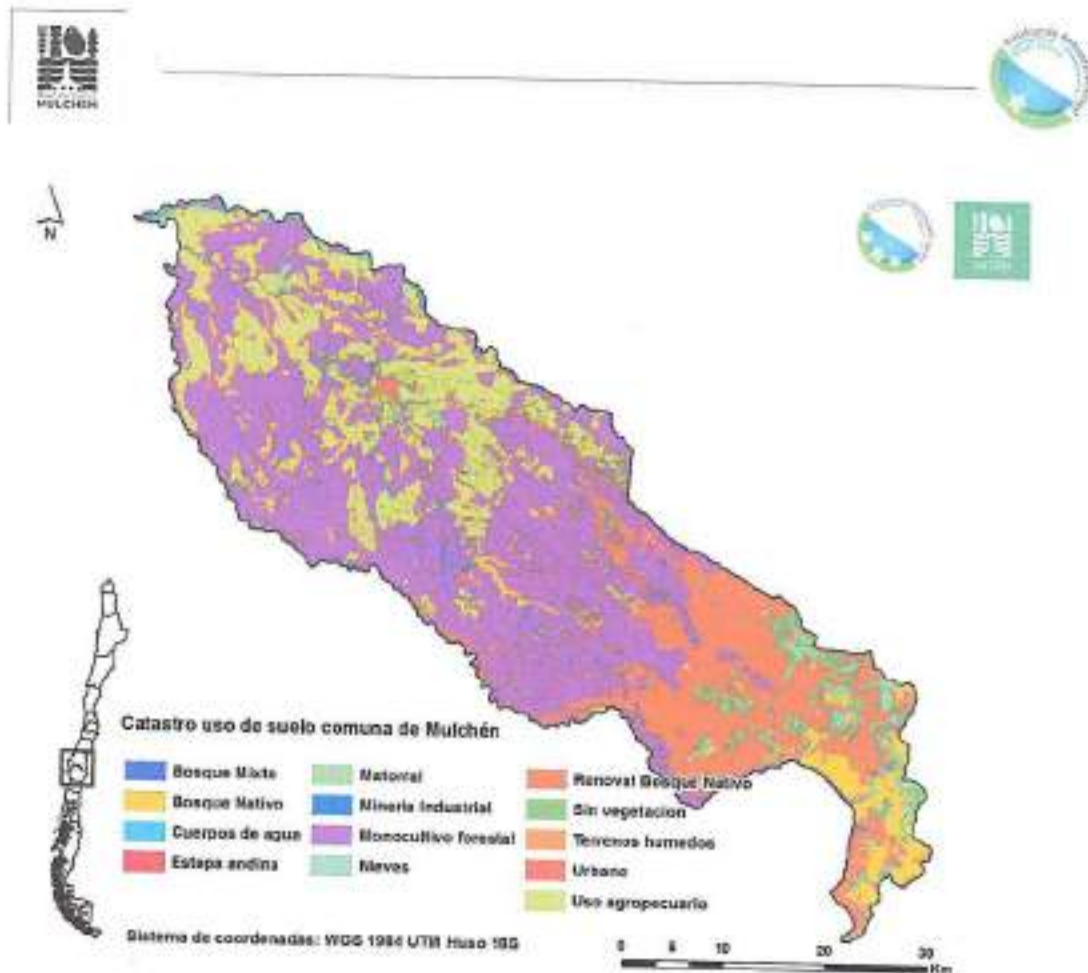 MULCHÉN
N
Catastro uso de suelo comuna de Mulchén
Bosque Mixto
Bosque Nativo
Cuerpos de agua
Estepa andina
Matorral
Mineria Industrial
Monocultivo forestal
Nieves
Renoval Bosque Nativo
Sin vegetacion
Terrenos humedos
Urbano
Uso agropecuario
Sistema de coordenadas: WGS 1984 UTM Huso 18S
0 5 10 20 30
Km